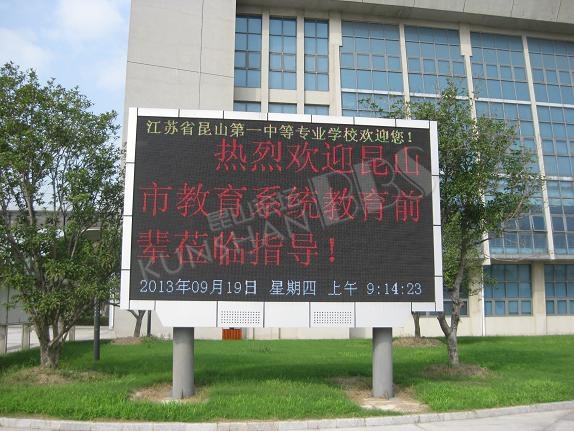 江苏省昆山第一中等专业学校欢迎您！
热烈欢迎昆山
市教育系统教育前
辈莅临指导！
2013年09月19日 星期四 上午 9:14:23
KUNSHAN DRS